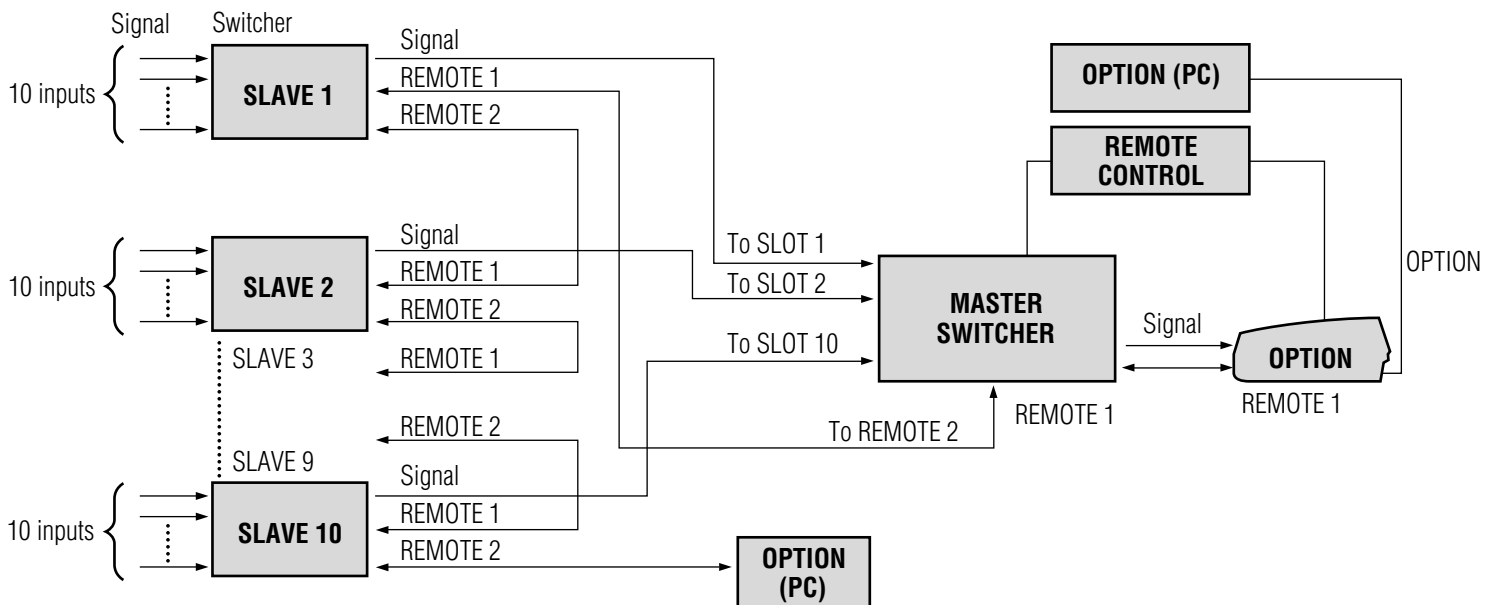 Signal
Switcher
10 inputs
SLAVE 1
Signal
REMOTE 1
REMOTE 2
10 inputs
SLAVE 2
Signal
REMOTE 1
REMOTE 2
SLAVE 3
REMOTE 1
REMOTE 2
SLAVE 9
10 inputs
SLAVE 10
Signal
REMOTE 1
REMOTE 2
OPTION
(PC)
To SLOT 1
To SLOT 2
To SLOT 10
To REMOTE 2
MASTER
SWITCHER
REMOTE 1
OPTION (PC)
REMOTE
CONTROL
OPTION
Signal
OPTION
REMOTE 1